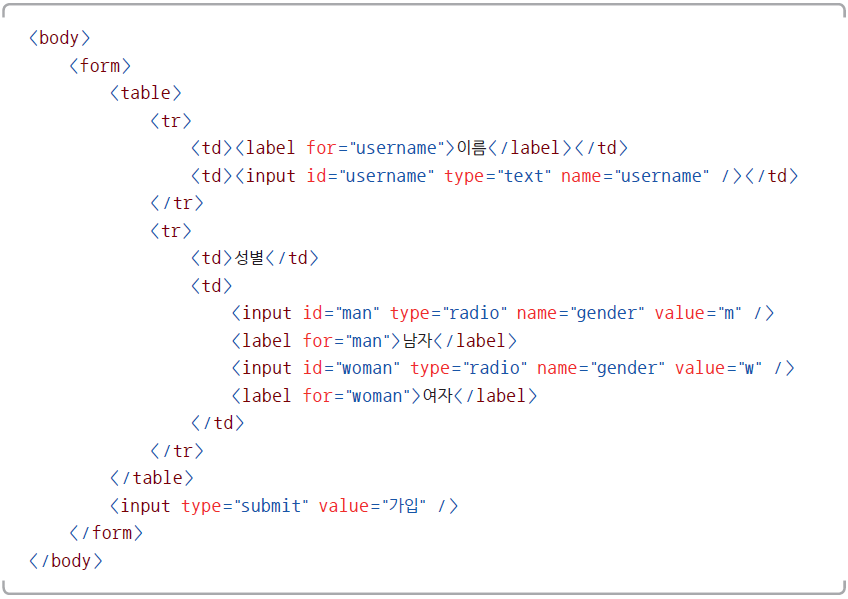 <body>
<form>
<table>
<tr>
<td><label for="username">이름</label></td>
<td><input id="username" type="text" name="username" /></td>
</tr>
<tr>
<td>성별</td>
<td>
<input id="man" type="radio" name="gender" value="m" />
<label for="man">남자</label>
<input id="woman" type="radio" name="gender" value="w" />
<label for="woman">여자</label>
</td>
</tr>
</table>
<input type="submit" value="가입" />
</form>
</body>